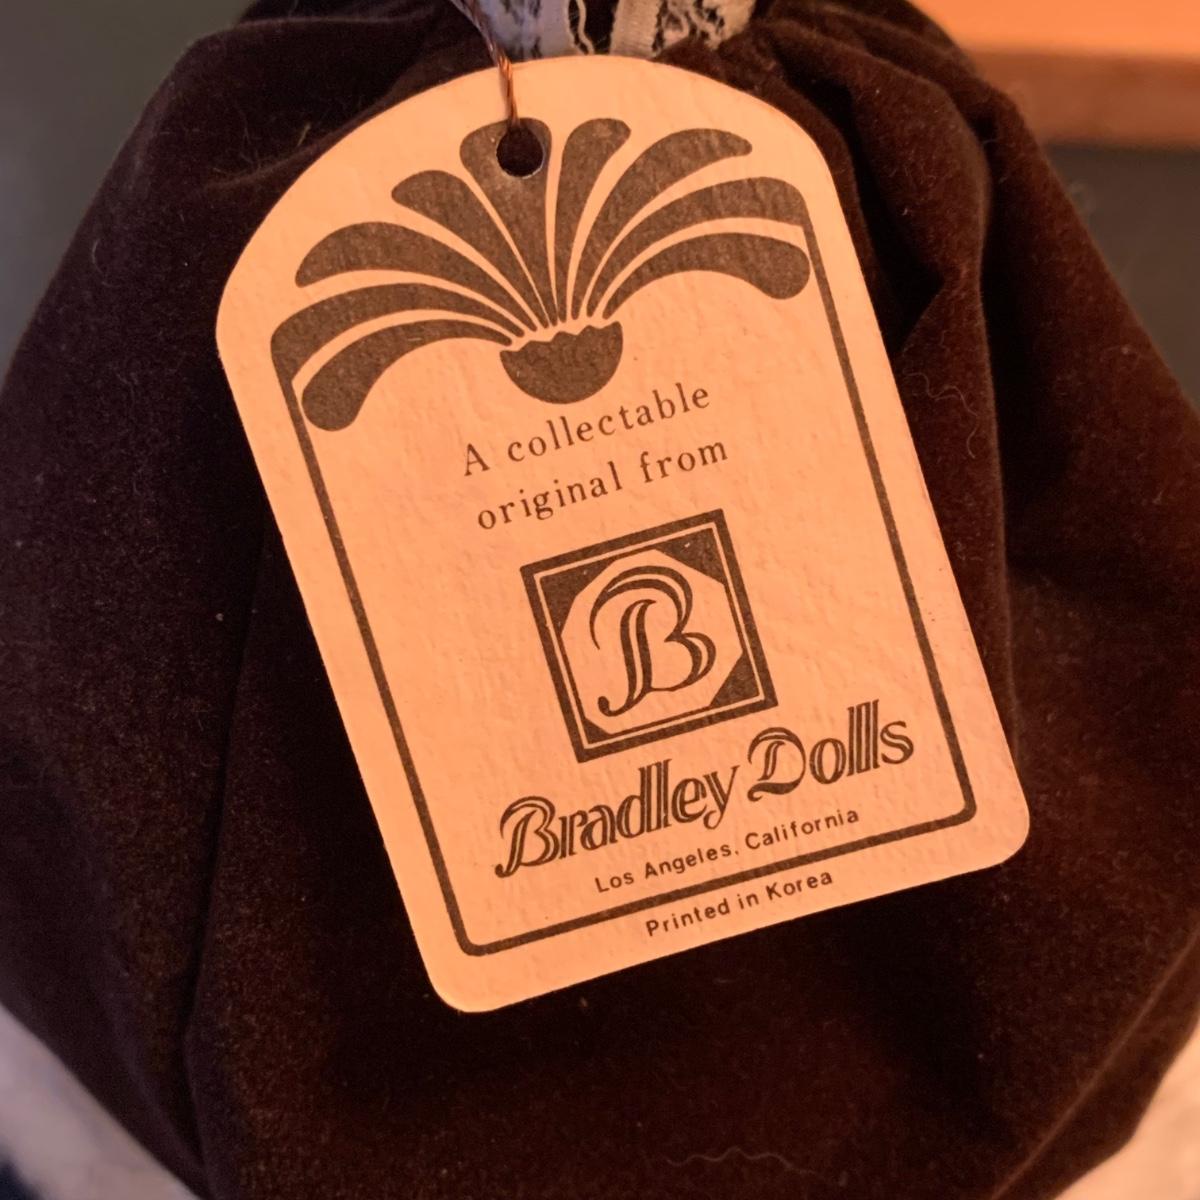 A collectable
original from
B
Bradley Dolls
Los Angeles, California
Printed in Korea